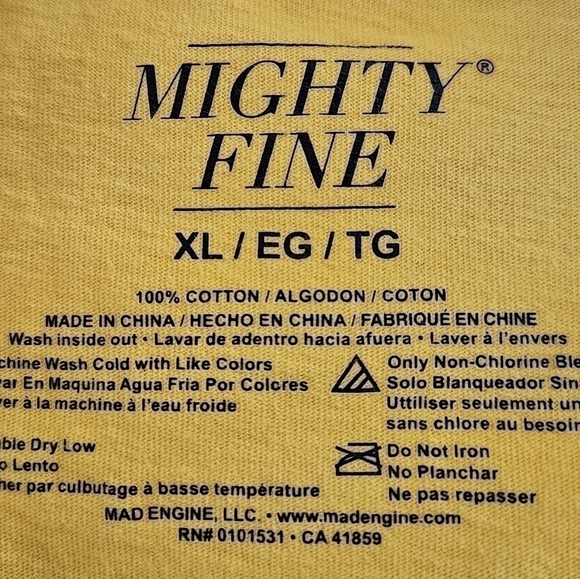 MIGHTY®
FINE
XL / EG / TG
100% COTTON / ALGODON / COTON
MADE IN CHINA / HECHO EN CHINA / FABRIQUÉ EN CHINE
Wash inside out • Lavar de adentro hacia afuera • Laver à l'envers
chine Wash Cold with Like Colors
var En Maquina Agua Fria Por Colores
ver à la machine à l'eau froide
Only Non-Chlorine Ble
Solo Blanqueador Sin
Uttiliser seulement un
sans chlore au besoin
ble Dry Low
o Lento
her par culbutage à basse température
Do Not Iron
No Planchar
Ne pas repasser
MAD ENGINE, LLC. • www.madengine.com
RN# 0101531 • CA 41859